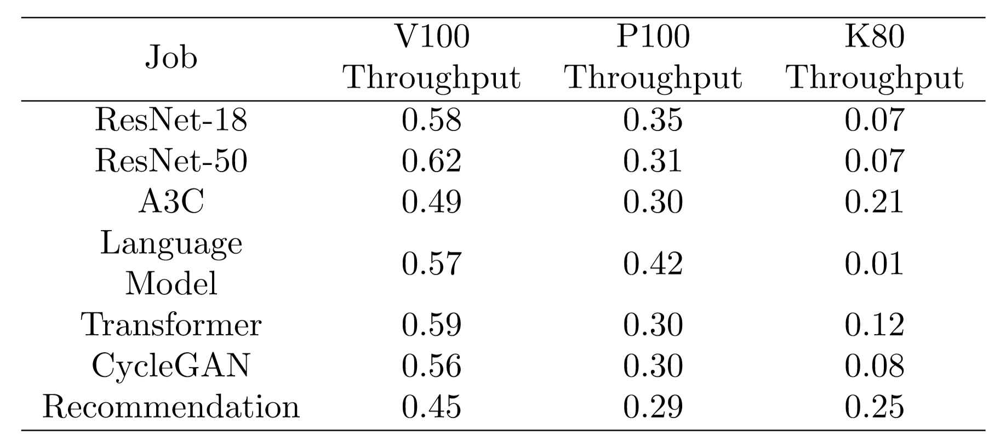 Job V100 Throughput P100 Throughput K80 Throughput
ResNet-18 0.58 0.35 0.07
ResNet-50 0.62 0.31 0.07
A3C 0.49 0.30 0.21
Language Model 0.57 0.42 0.01
Transformer 0.59 0.30 0.12
CycleGAN 0.56 0.30 0.08
Recommendation 0.45 0.29 0.25